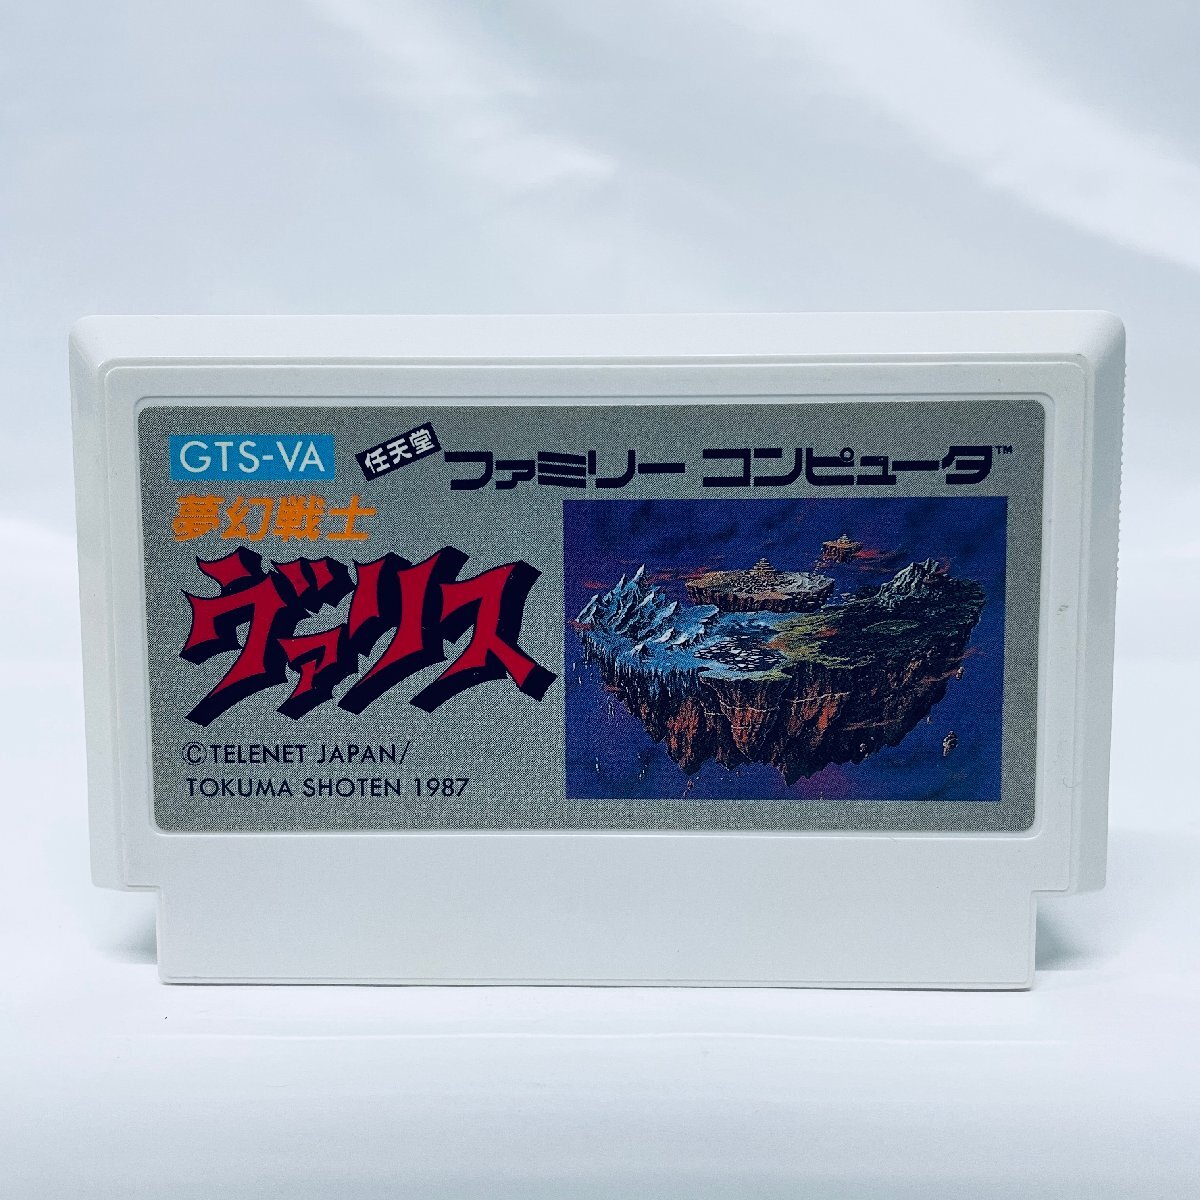 GTS-VA
任天堂
ファミリー コンピュータ™
夢幻戦士
ヴァリス
©TELENET JAPAN/
TOKUMA SHOTEN 1987